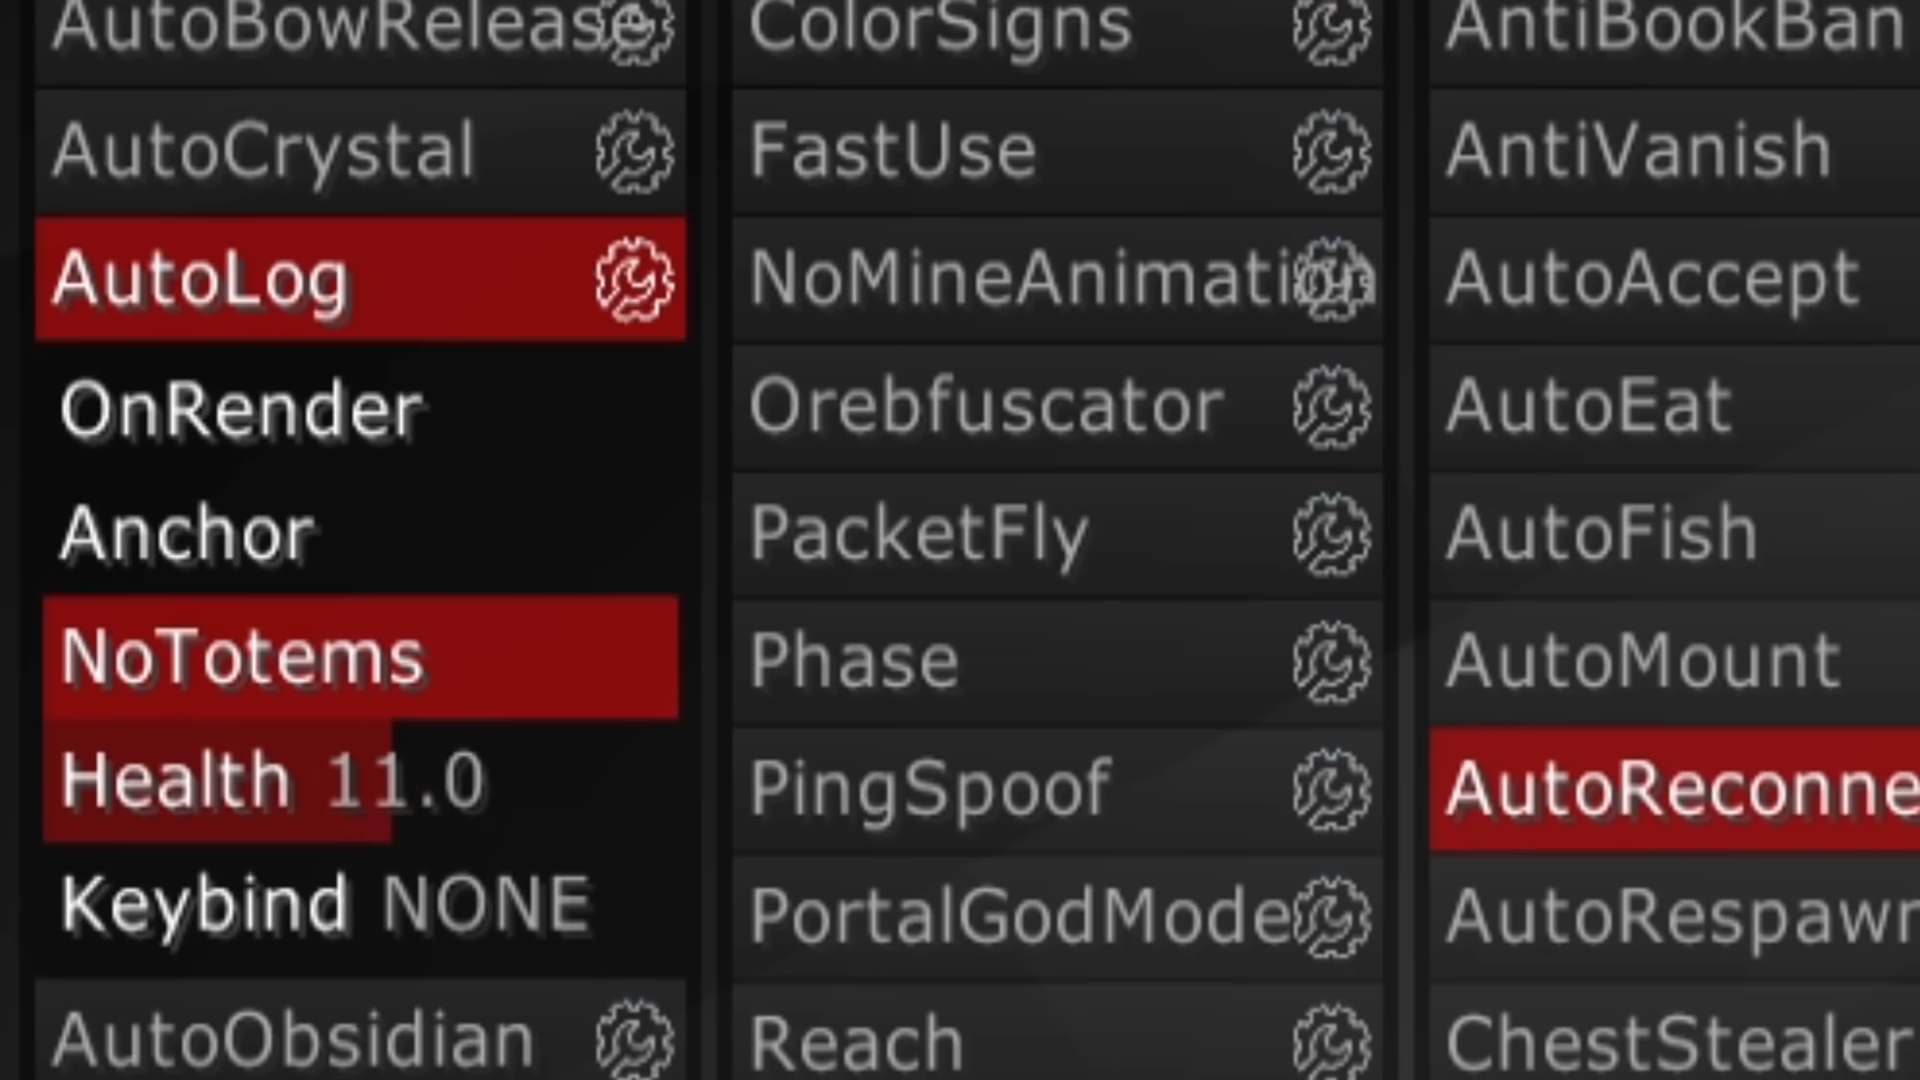 AutoBowRelease
AutoCrystal
AutoLog
OnRender
Anchor
NoTotems
Health 11.0
Keybind NONE
AutoObsidian
ColorSigns
FastUse
NoMineAnimation
Orebfuscator
PacketFly
Phase
PingSpoof
PortalGodMode
Reach
AntiBookBan
AntiVanish
AutoAccept
AutoEat
AutoFish
AutoMount
AutoReconne
AutoRespawn
ChestStealer